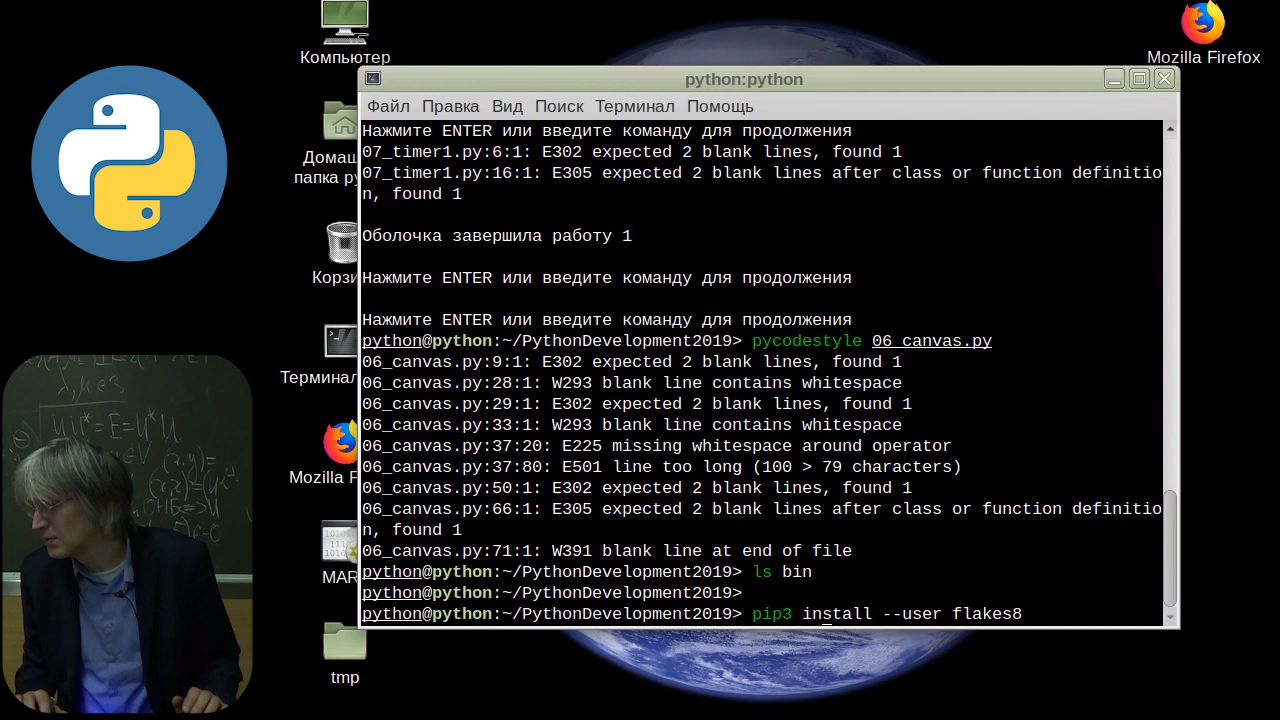 Компьютер
Mozilla Firefox
python:python
Файл Правка Вид Поиск Терминал Помощь
Нажмите ENTER или введите команду для продолжения
07_timer1.py:6:1: E302 expected 2 blank lines, found 1
07_timer1.py:16:1: E305 expected 2 blank lines after class or function definitio
n, found 1
Оболочка завершила работу 1
Нажмите ENTER или введите команду для продолжения
Нажмите ENTER или введите команду для продолжения
python@python:~/PythonDevelopment2019> pycodestyle 06_canvas.py
06_canvas.py:9:1: E302 expected 2 blank lines, found 1
06_canvas.py:28:1: W293 blank line contains whitespace
06_canvas.py:29:1: E302 expected 2 blank lines, found 1
06_canvas.py:33:1: W293 blank line contains whitespace
06_canvas.py:37:20: E225 missing whitespace around operator
06_canvas.py:37:80: E501 line too long (100 > 79 characters)
06_canvas.py:50:1: E302 expected 2 blank lines, found 1
06_canvas.py:66:1: E305 expected 2 blank lines after class or function definitio
n, found 1
06_canvas.py:71:1: W391 blank line at end of file
python@python:~/PythonDevelopment2019> ls bin
python@python:~/PythonDevelopment2019>
python@python:~/PythonDevelopment2019> pip3 install --user flakes8
Домаш
папка py
Корзи
Терминал
Mozilla F
MAR
tmp